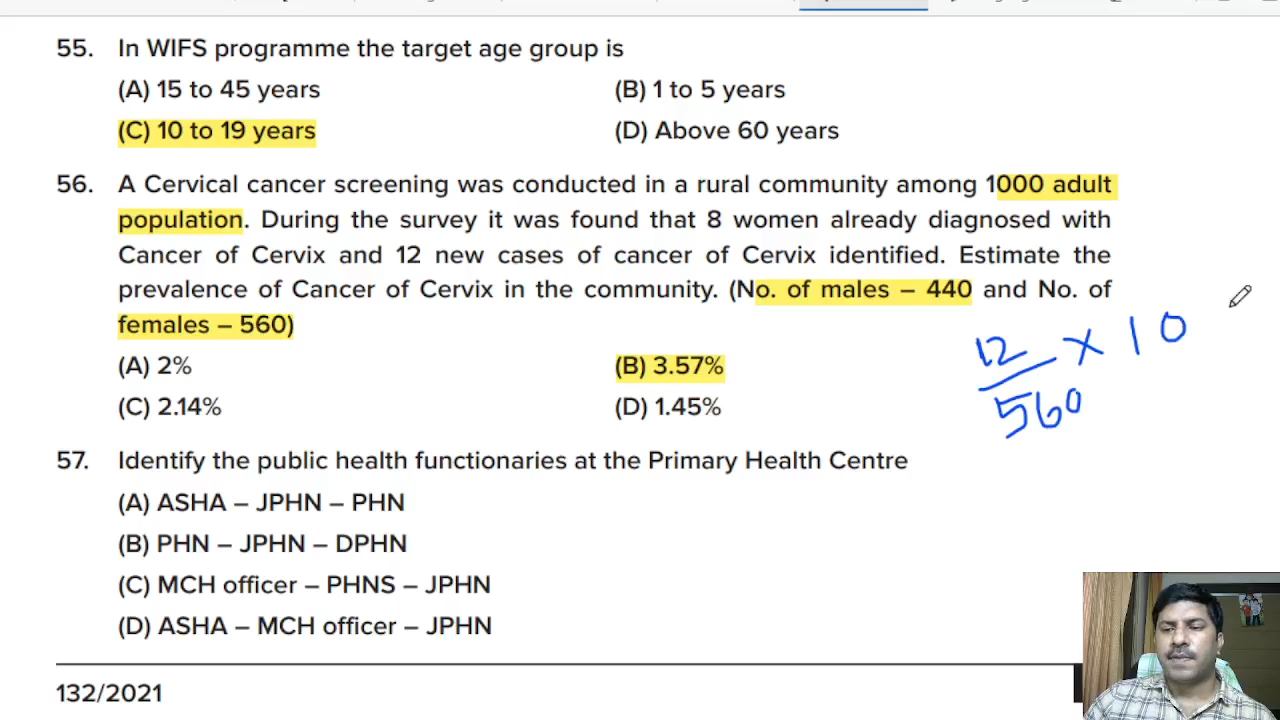 55. In WIFS programme the target age group is
(A) 15 to 45 years (B) 1 to 5 years
(C) 10 to 19 years (D) Above 60 years
56. A Cervical cancer screening was conducted in a rural community among 1000 adult
population. During the survey it was found that 8 women already diagnosed with
Cancer of Cervix and 12 new cases of cancer of Cervix identified. Estimate the
prevalence of Cancer of Cervix in the community. (No. of males – 440 and No. of
females – 560)
(A) 2% (B) 3.57%
(C) 2.14% (D) 1.45%
12 × 10
560
57. Identify the public health functionaries at the Primary Health Centre
(A) ASHA – JPHN – PHN
(B) PHN – JPHN – DPHN
(C) MCH officer – PHNS – JPHN
(D) ASHA – MCH officer – JPHN
132/2021